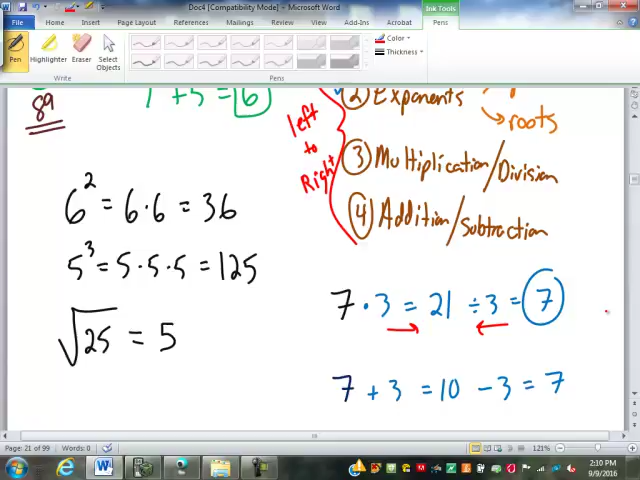 Doc4 [Compatibility Mode] - Microsoft Word
Ink Tools
File Home Insert Page Layout References Mailings Review View Add-Ins Acrobat Pens
Pen Highlighter Eraser Select Objects
Color
Thickness
Write Pens
89
1 + 5 = 6
left to Right
② Exponents
roots
③ Multiplication/Division
④ Addition/Subtraction
6² = 6·6 = 36
5³ = 5·5·5 = 125
√25 = 5
7 · 3 = 21 ÷ 3 = 7
7 + 3 = 10 - 3 = 7
Page: 21 of 99 Words: 0 121%
2:10 PM
9/9/2016